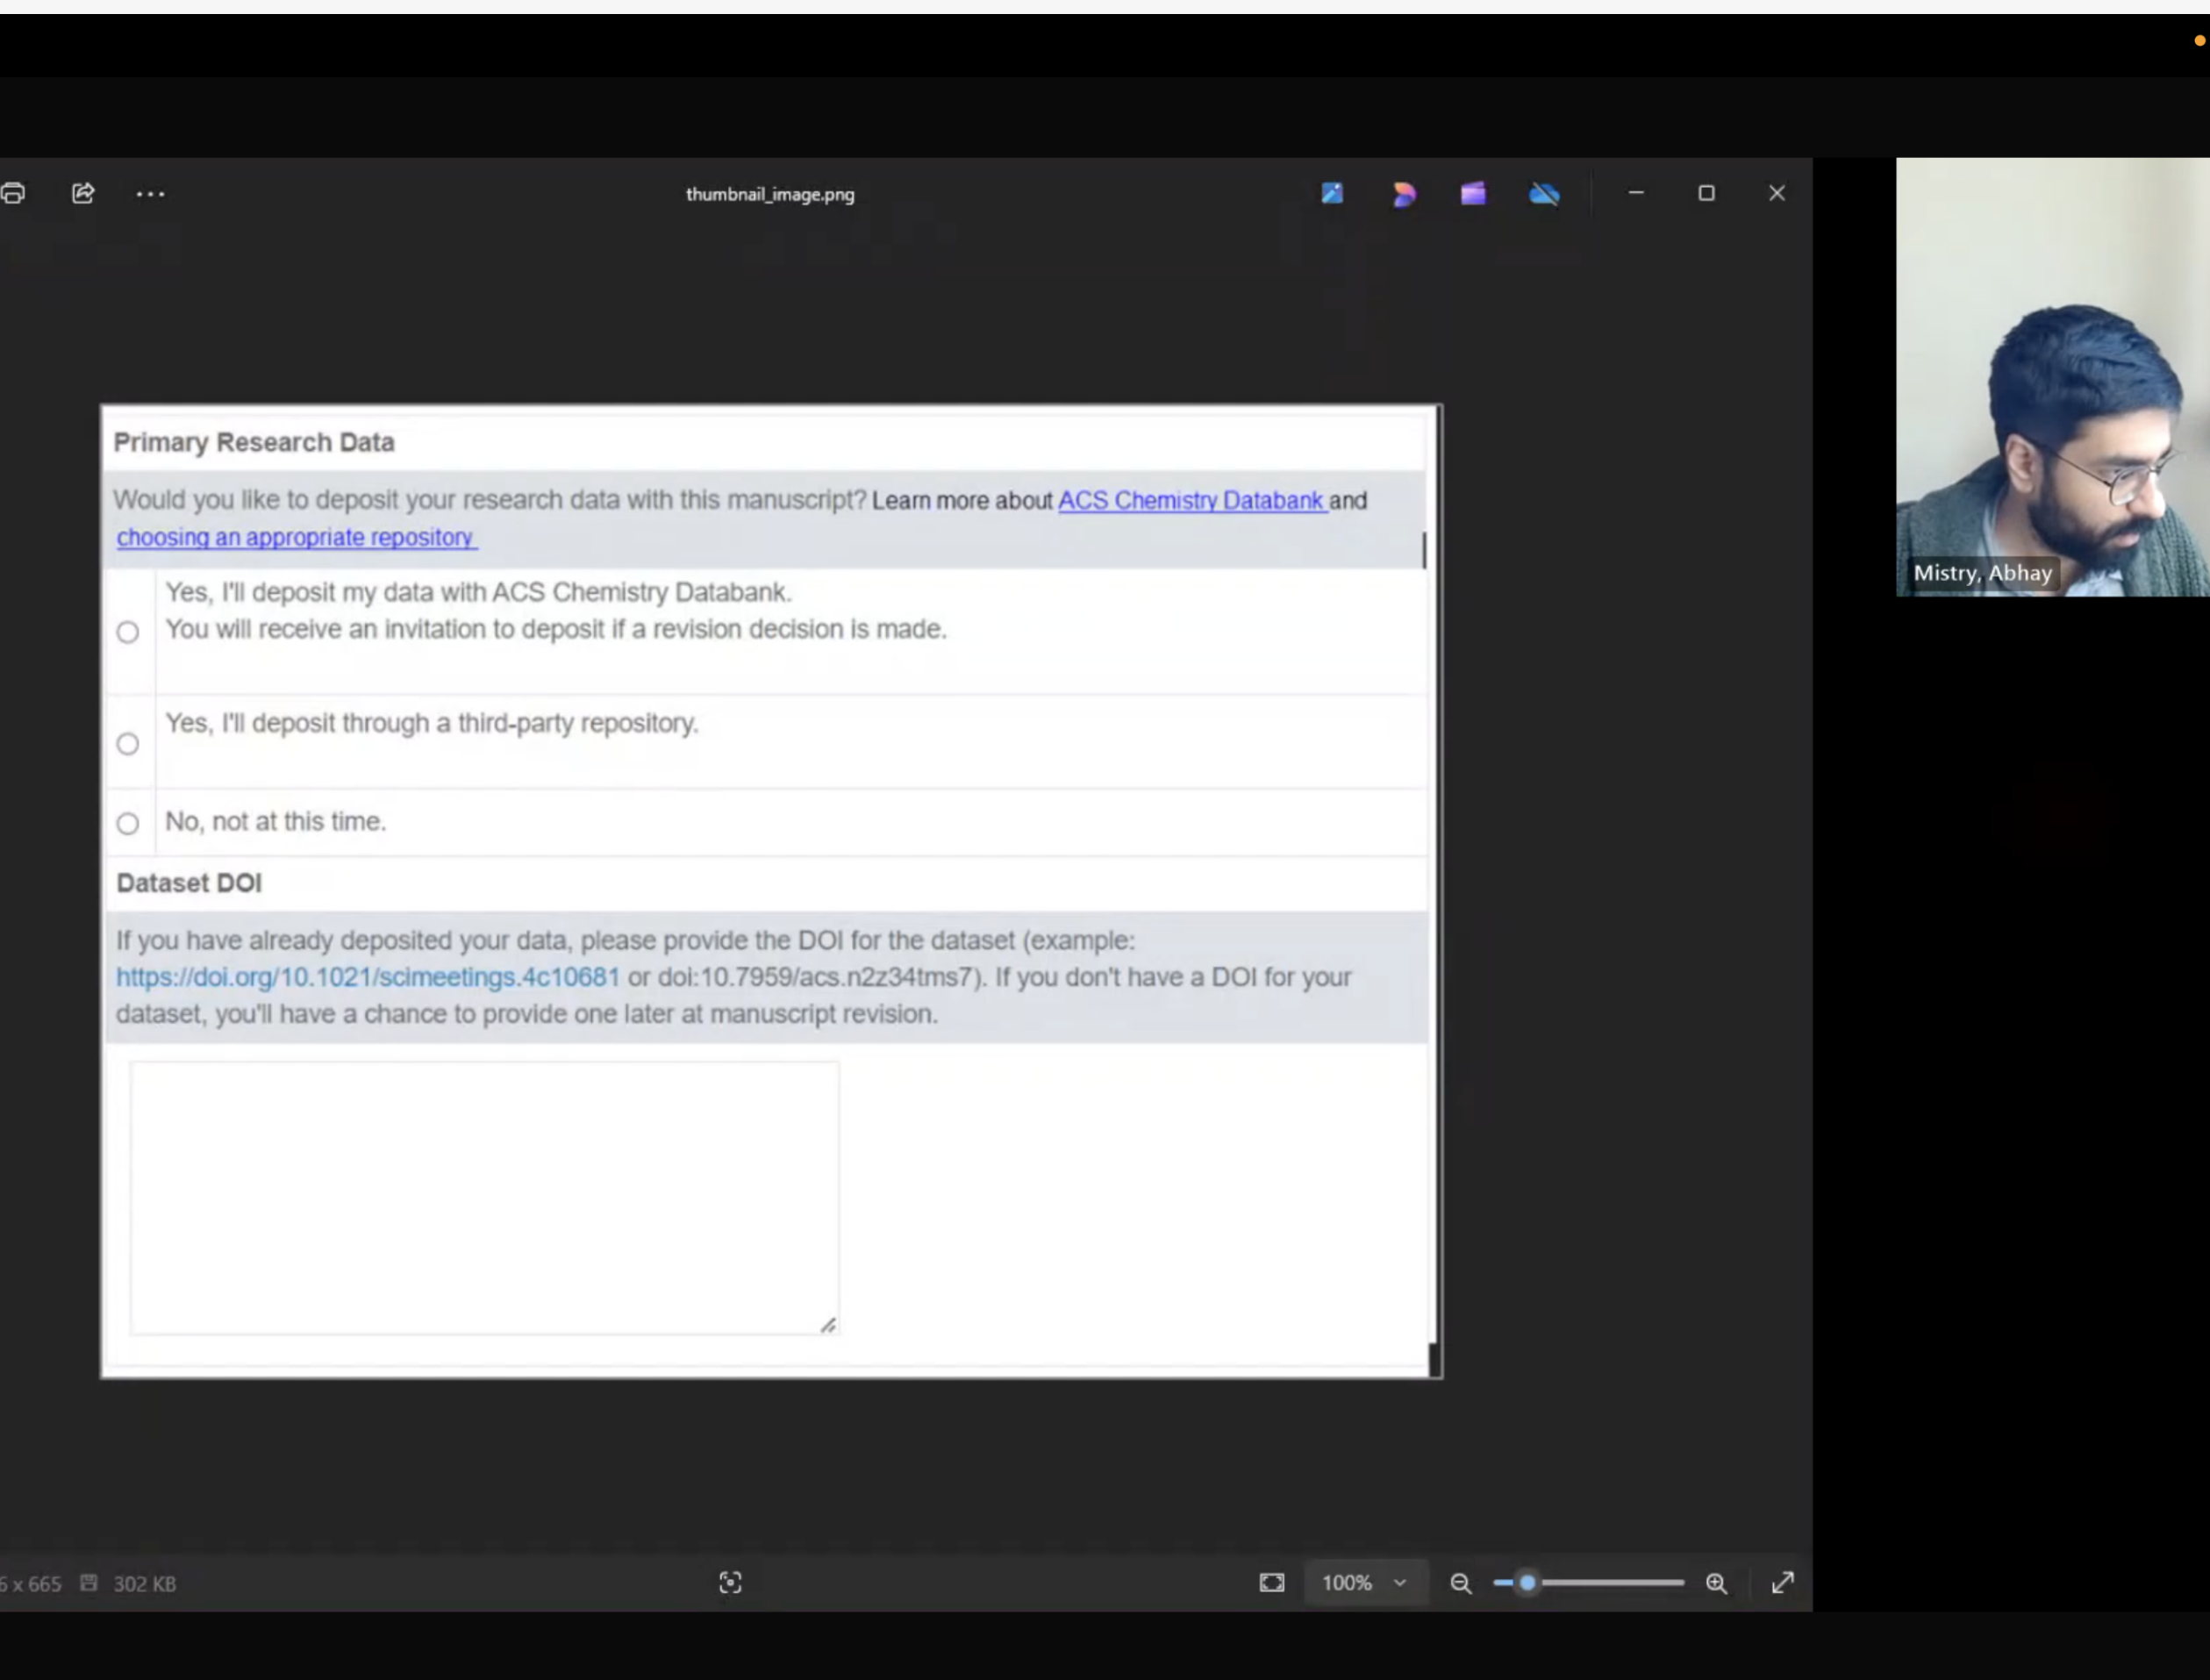 thumbnail_image.png
Primary Research Data
Would you like to deposit your research data with this manuscript? Learn more about ACS Chemistry Databank and
choosing an appropriate repository
Yes, I'll deposit my data with ACS Chemistry Databank.
You will receive an invitation to deposit if a revision decision is made.
Yes, I'll deposit through a third-party repository.
No, not at this time.
Dataset DOI
If you have already deposited your data, please provide the DOI for the dataset (example:
https://doi.org/10.1021/scimeetings.4c10681 or doi:10.7959/acs.n2z34tms7). If you don't have a DOI for your
dataset, you'll have a chance to provide one later at manuscript revision.
Mistry, Abhay
x 665 302 KB
100%